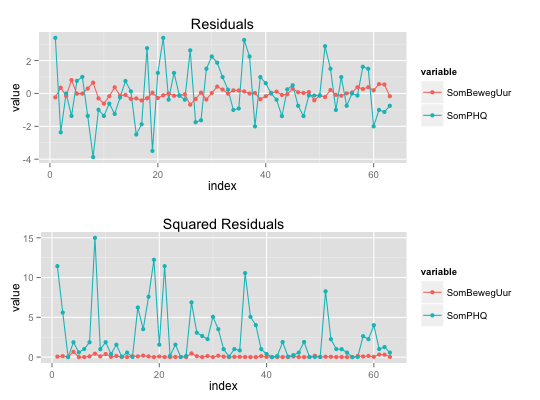 Residuals
value
2
0
-2
-4
0
20
40
60
index
variable
SomBewegUur
SomPHQ
Squared Residuals
value
15
10
5
0
0
20
40
60
index
variable
SomBewegUur
SomPHQ